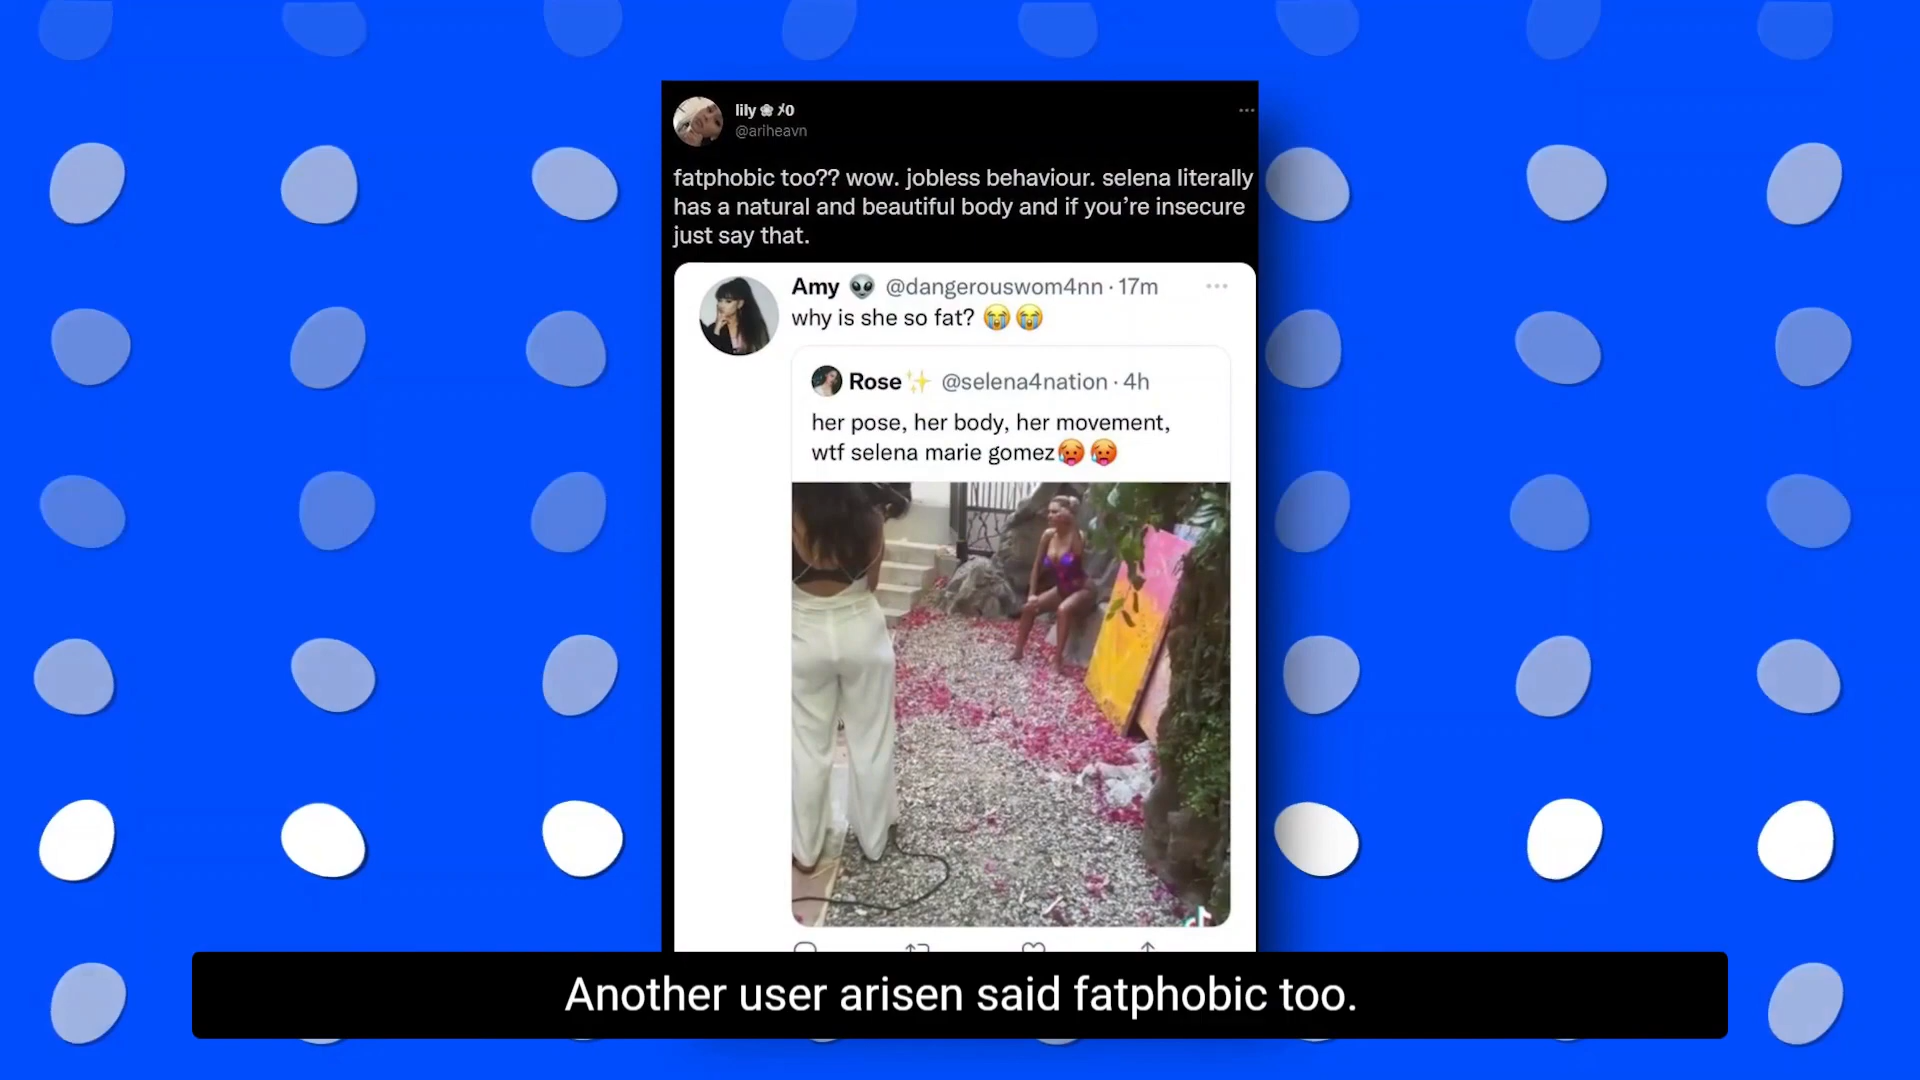 lily ❀ 𐌢0
@ariheavn
fatphobic too?? wow. jobless behaviour. selena literally
has a natural and beautiful body and if you’re insecure
just say that.
Amy 👽 @dangerouswom4nn · 17m
why is she so fat? 😭😭
Rose✨ @selena4nation · 4h
her pose, her body, her movement,
wtf selena marie gomez🥵🥵
Another user arisen said fatphobic too.